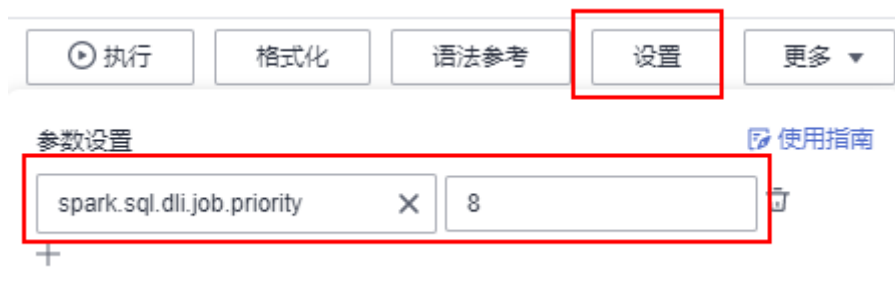 执行 格式化 语法参考 设置 更多
参数设置 使用指南
spark.sql.dli.job.priority 8